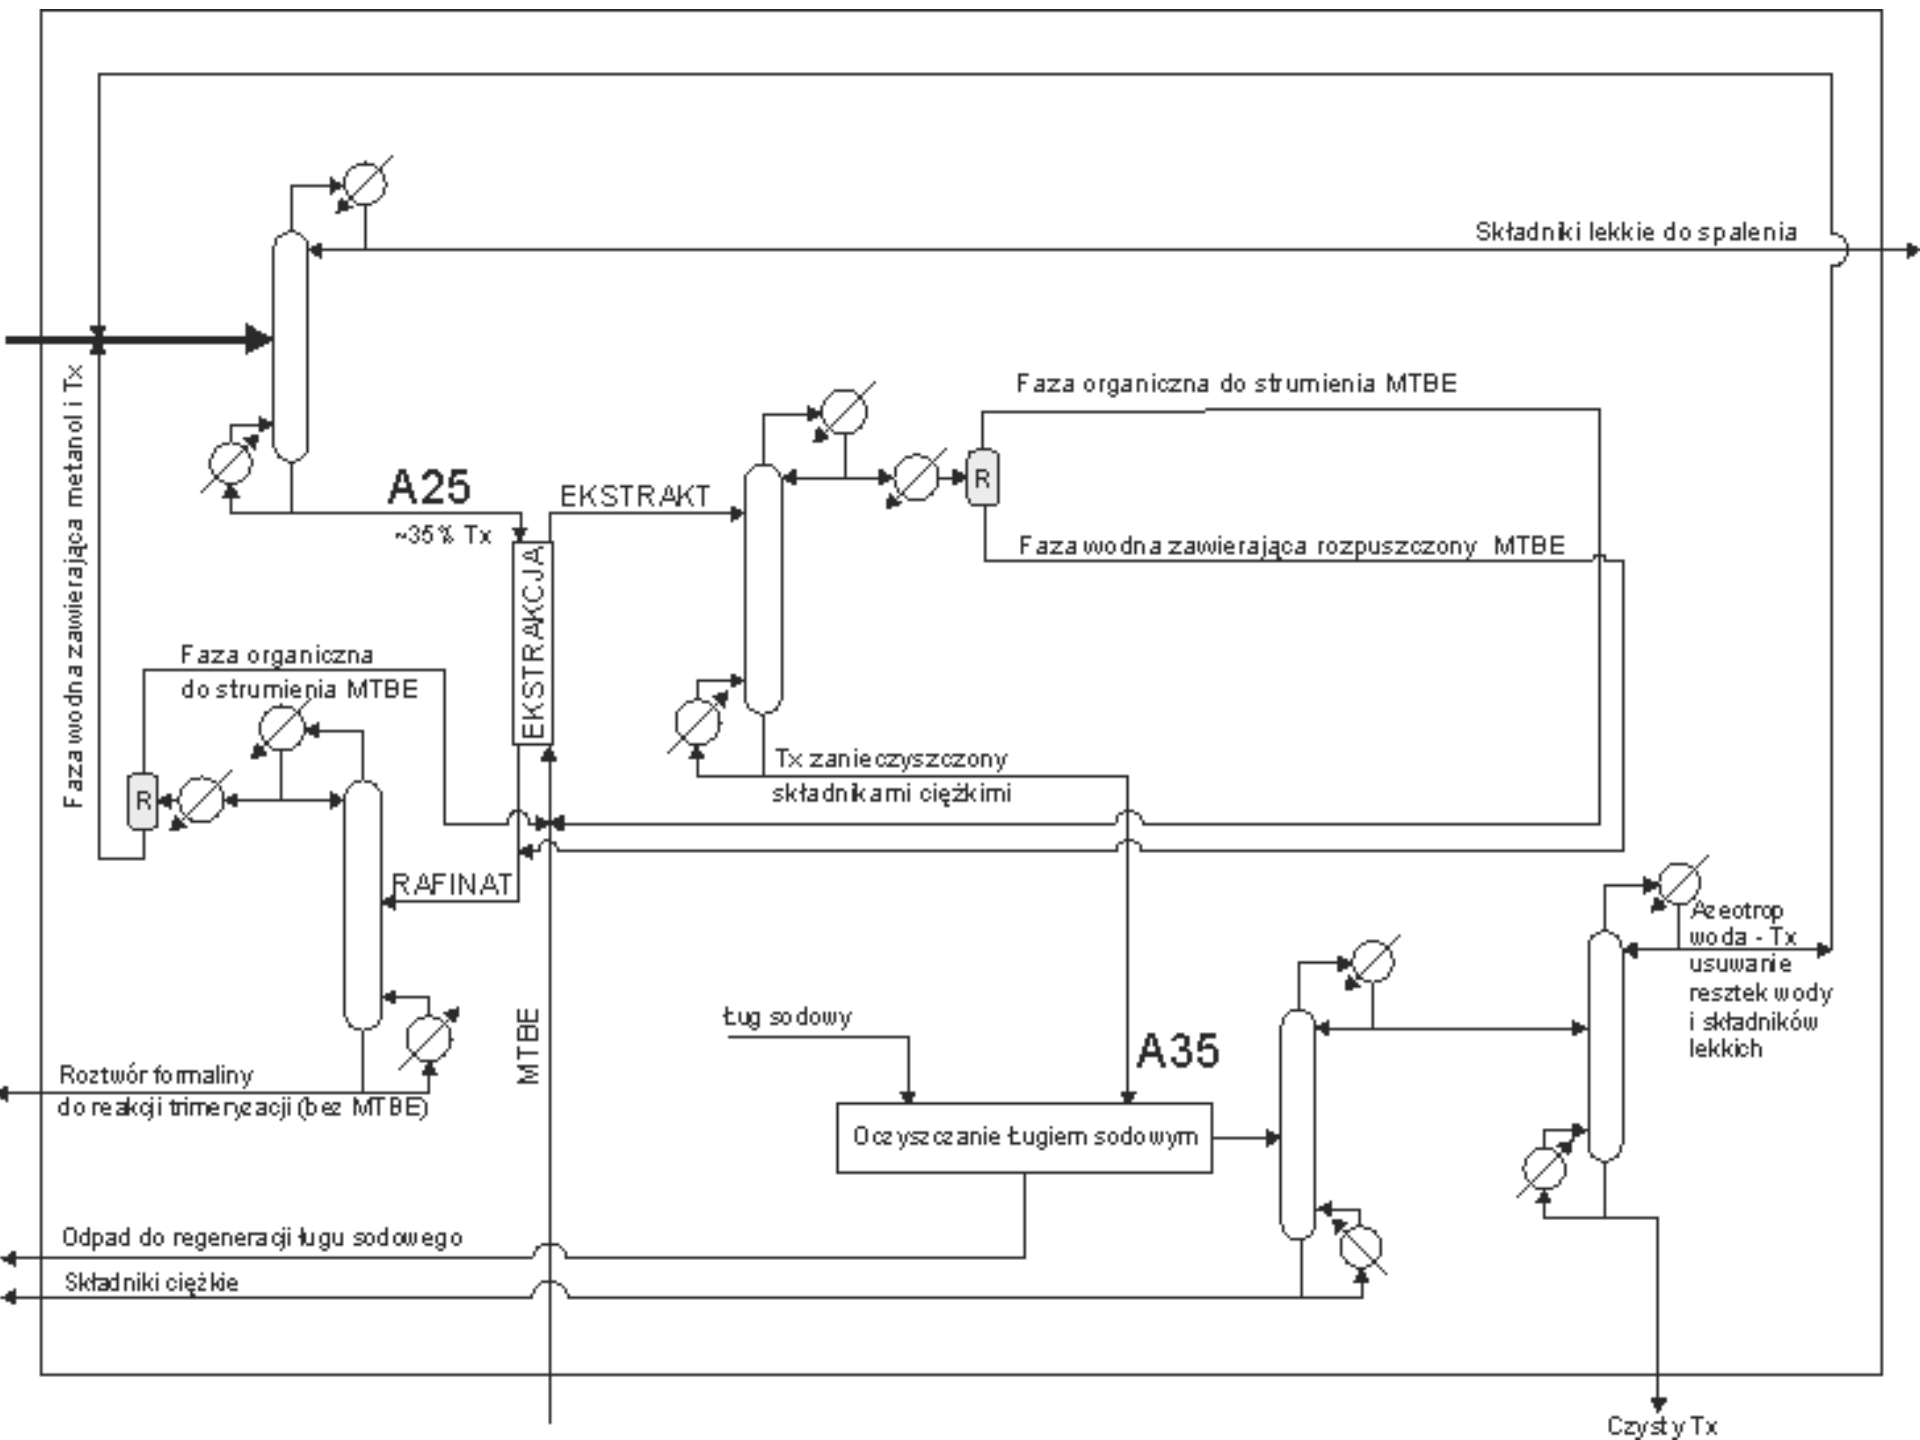 Składniki lekkie do spalenia
Faza wodna zawierająca metanol i Tx
Faza organiczna do strumienia MTBE
A25
~35% Tx
EKSTRAKT
R
Faza wodna zawierająca rozpuszczony MTBE
EKSTRAKCJA
Faza organiczna
do strumienia MTBE
Tx zanieczyszczony
składnikami ciężkimi
R
RAFINAT
Azeotrop
woda - Tx
usuwanie
resztek wody
i składników
lekkich
MTBE
Ług sodowy
A35
Roztwór formaliny
do reakcji trimeryzacji (bez MTBE)
Oczyszczanie Ługiem sodowym
Odpad do regeneracji ługu sodowego
Składniki ciężkie
Czysty Tx